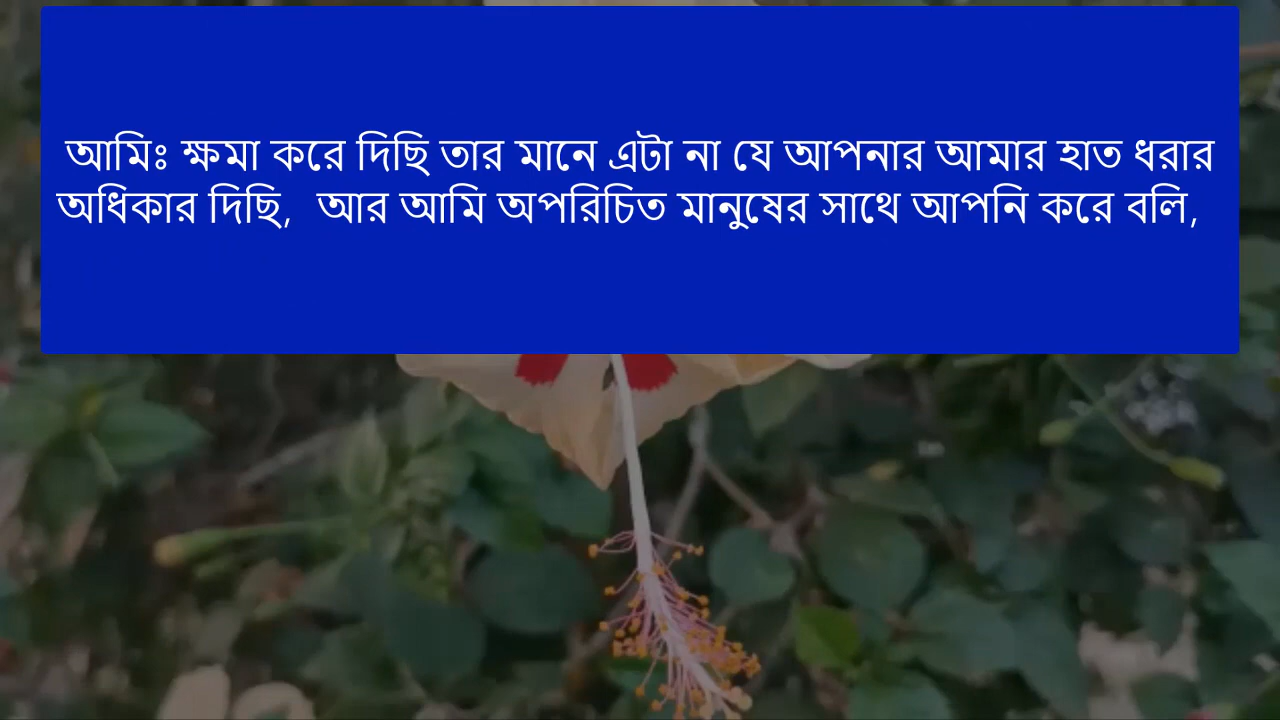 আমিঃ ক্ষমা করে দিছি তার মানে এটা না যে আপনার আমার হাত ধরার
অধিকার দিছি,  আর আমি অপরিচিত মানুষের সাথে আপনি করে বলি,